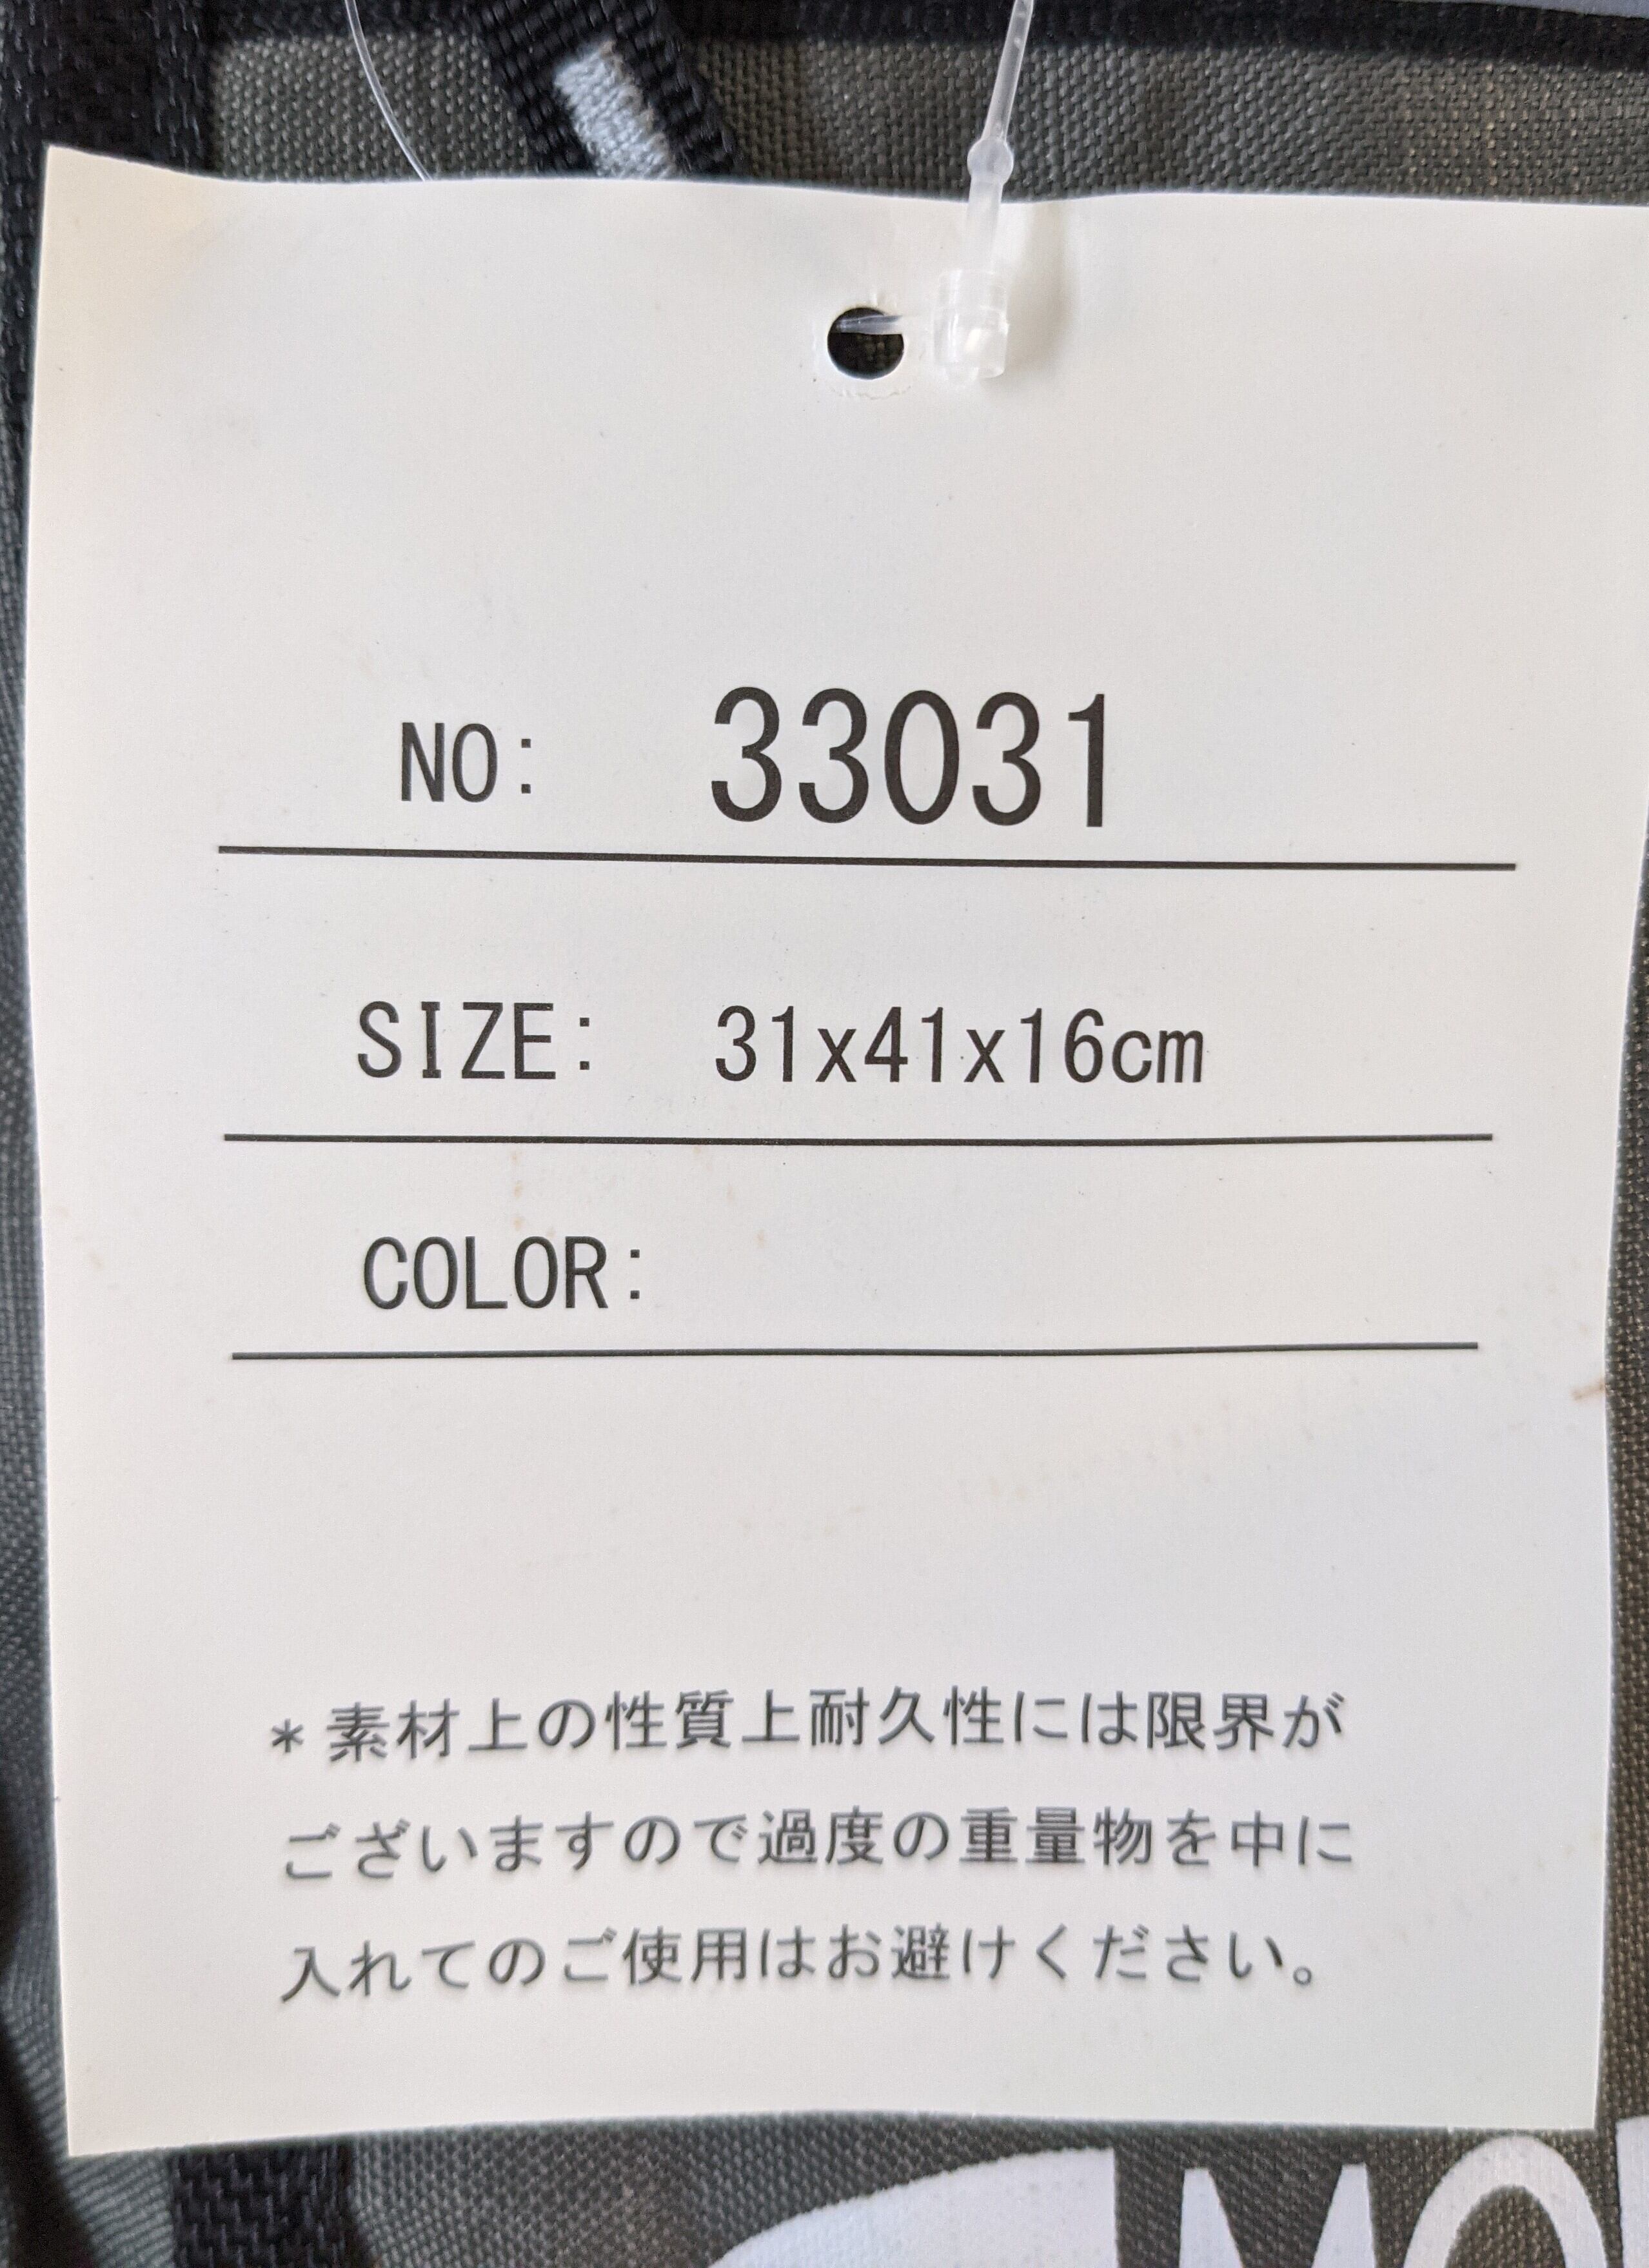 NO: 33031
SIZE: 31x41x16cm
COLOR:
*素材上の性質上耐久性には限界が
ございますので過度の重量物を中に
入れてのご使用はお避けください。